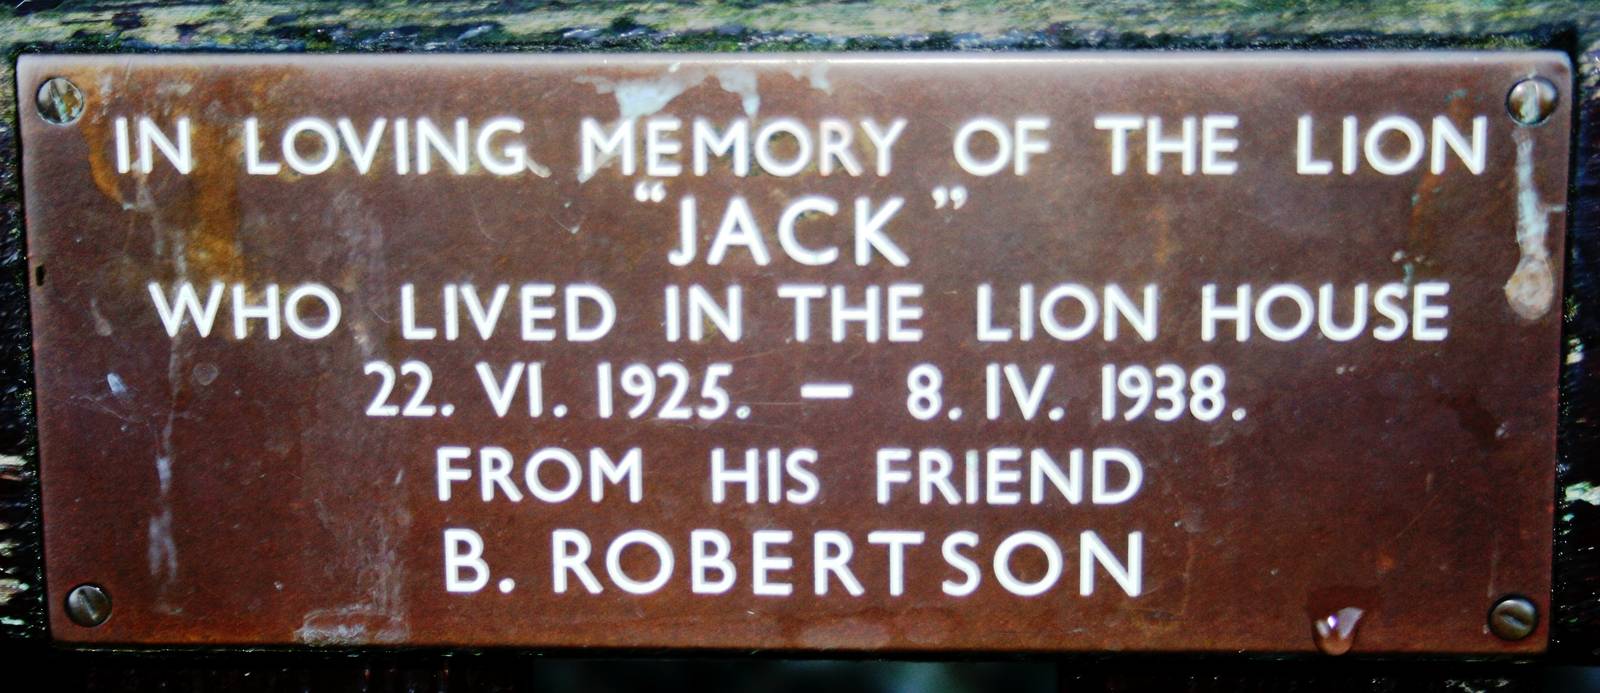 IN LOVING MEMORY OF THE LION
“JACK”
WHO LIVED IN THE LION HOUSE
22. VI. 1925. — 8. IV. 1938.
FROM HIS FRIEND
B. ROBERTSON